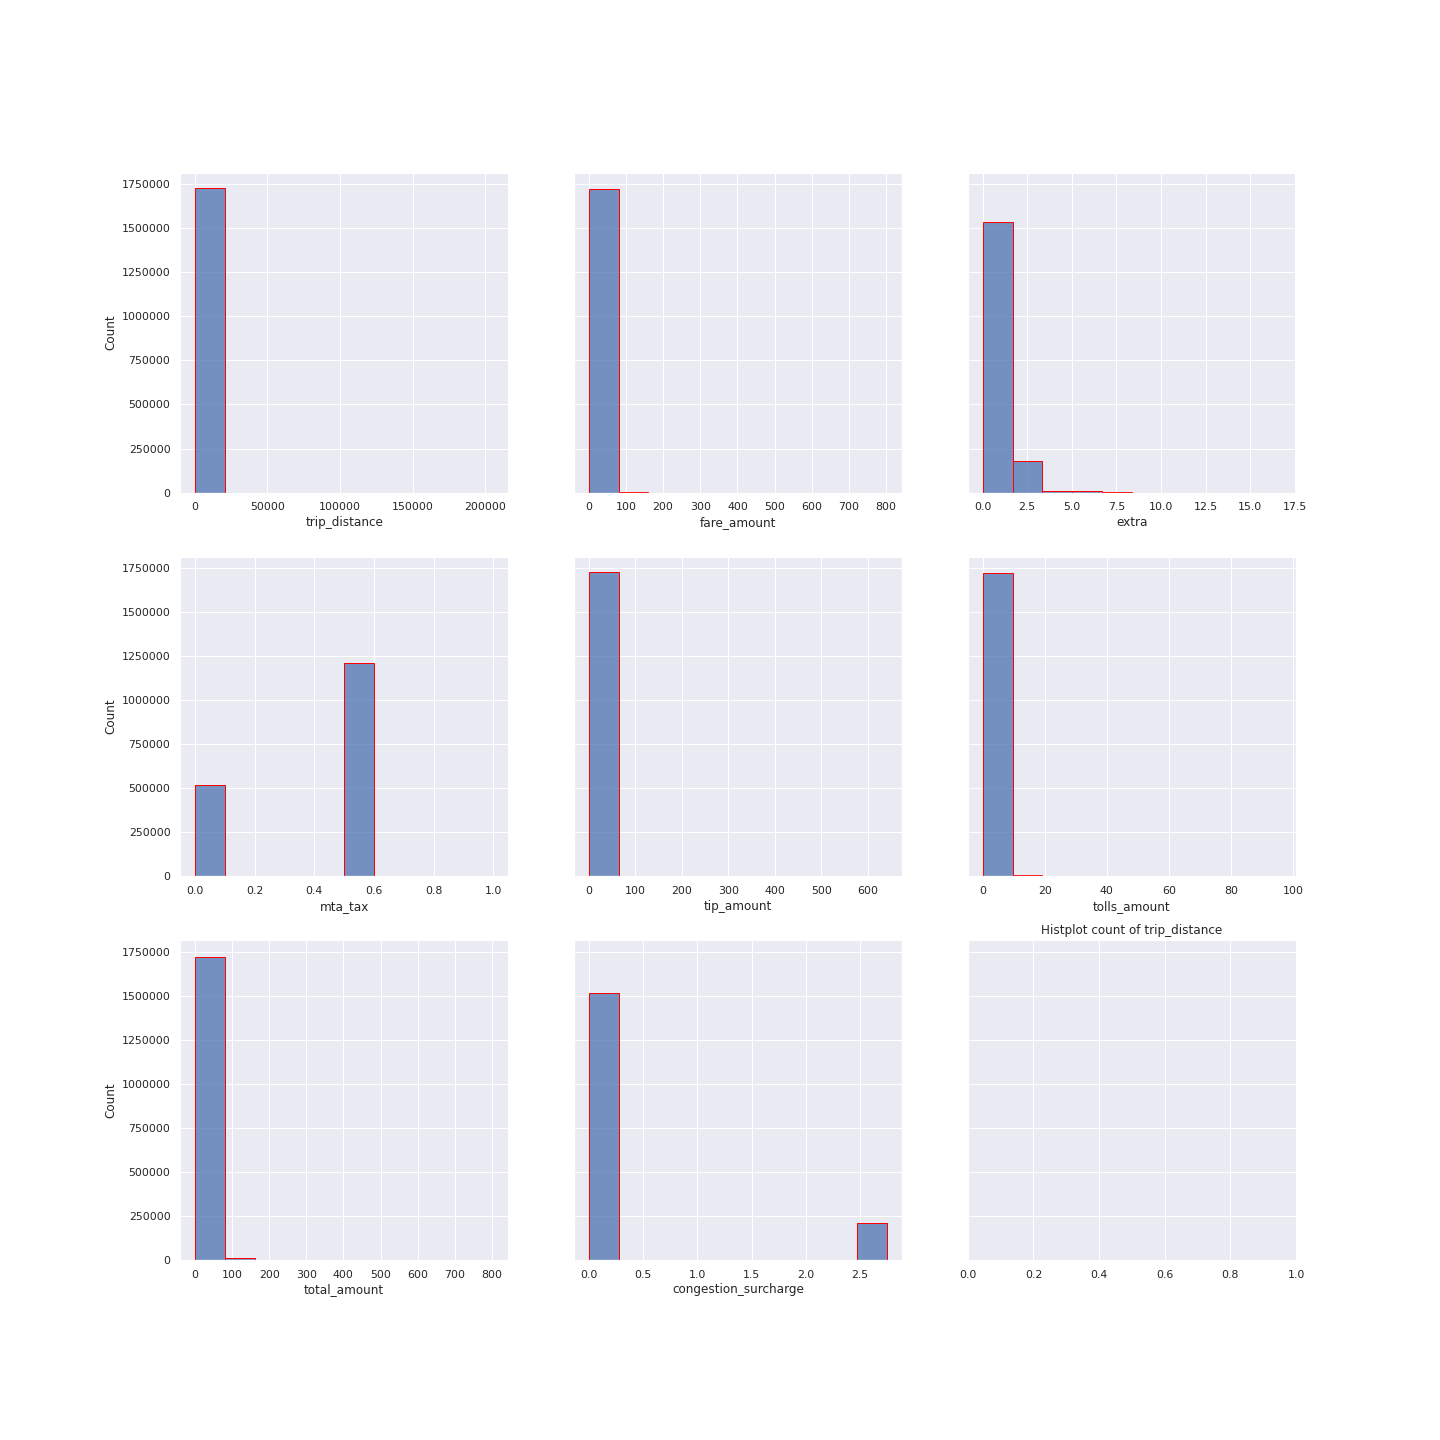 1750000
1500000
1250000
1000000
750000
500000
250000
0
Count
0 50000 100000 150000 200000
trip_distance
0 100 200 300 400 500 600 700 800
fare_amount
0.0 2.5 5.0 7.5 10.0 12.5 15.0 17.5
extra
1750000
1500000
1250000
1000000
750000
500000
250000
0
Count
0.0 0.2 0.4 0.6 0.8 1.0
mta_tax
0 100 200 300 400 500 600
tip_amount
0 20 40 60 80 100
tolls_amount
1750000
1500000
1250000
1000000
750000
500000
250000
0
Count
0 100 200 300 400 500 600 700 800
total_amount
0.0 0.5 1.0 1.5 2.0 2.5
congestion_surcharge
Histplot count of trip_distance
0.0 0.2 0.4 0.6 0.8 1.0